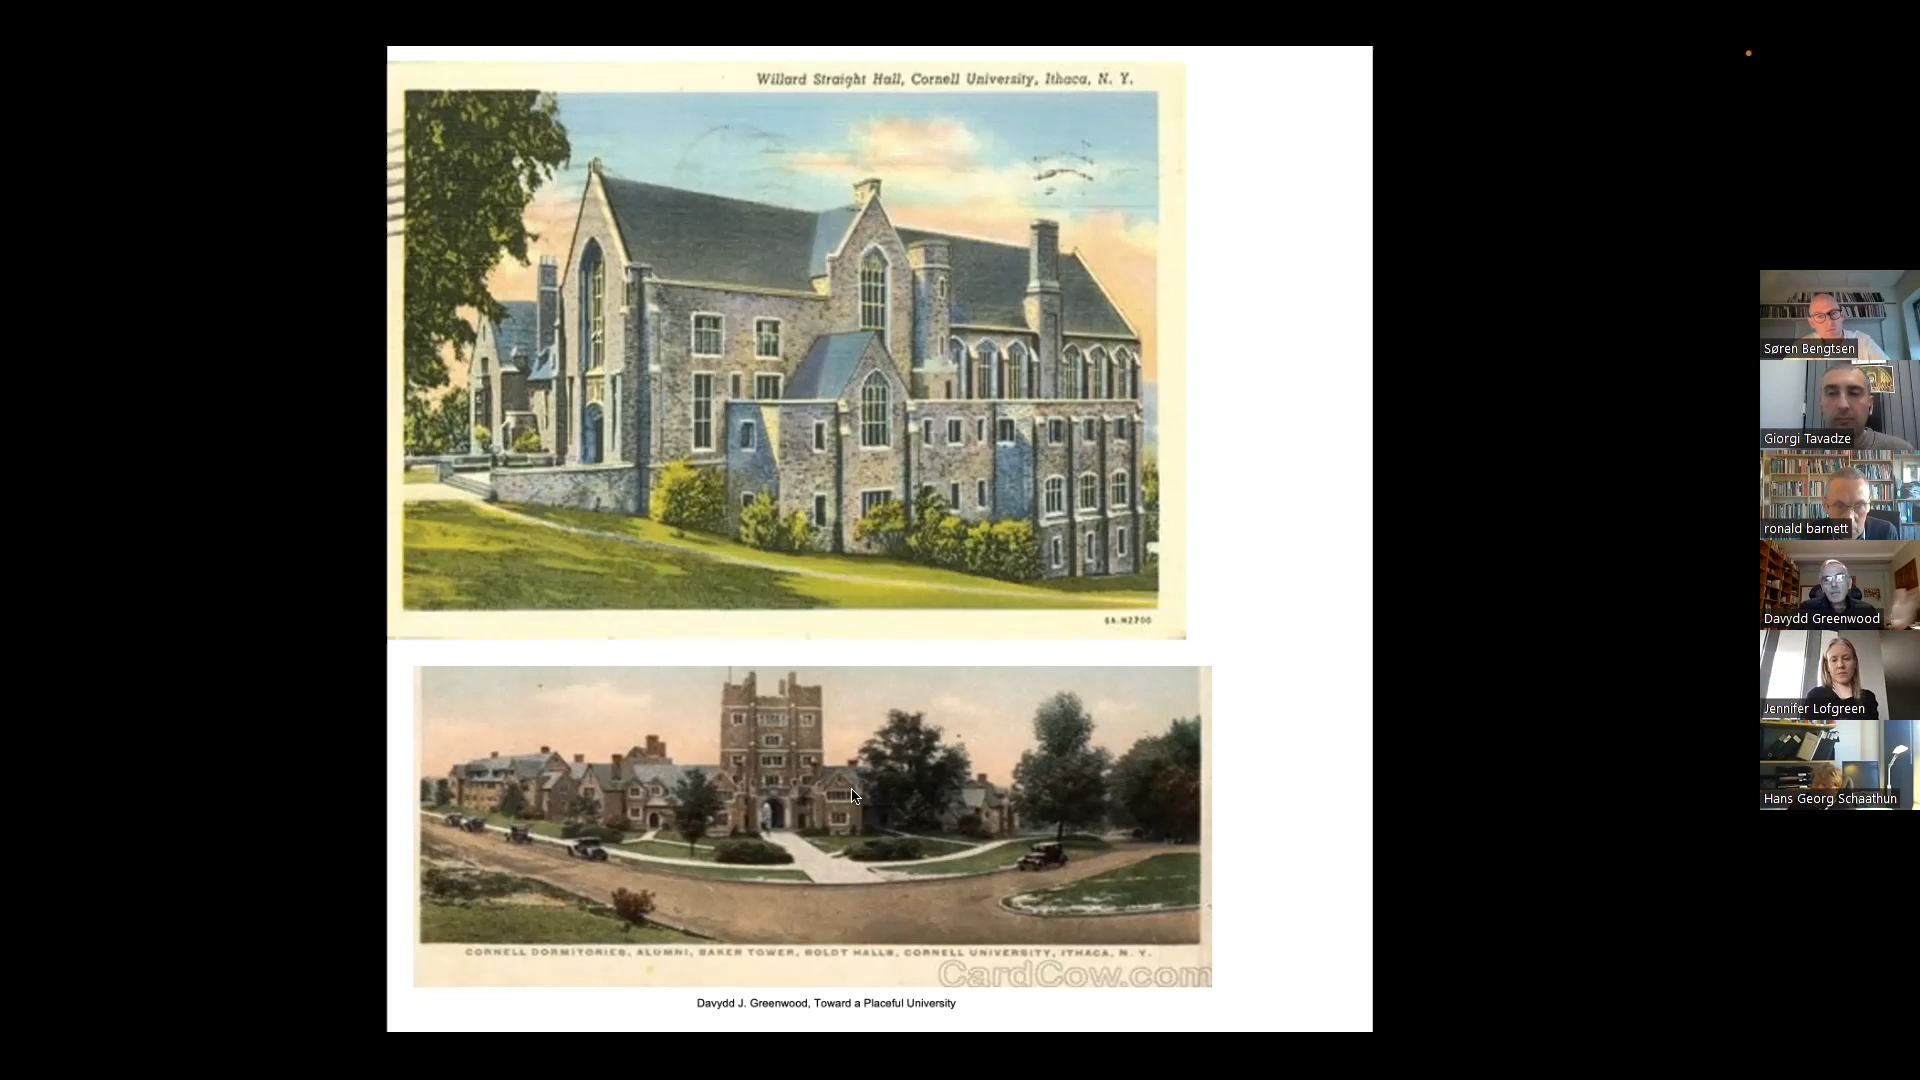 Willard Straight Hall, Cornell University, Ithaca, N. Y.
6A-H2700
CORNELL DORMITORIES, ALUMNI, BAKER TOWER, BOLDT HALLS, CORNELL UNIVERSITY, ITHACA, N. Y.
CardCow.com
Davydd J. Greenwood, Toward a Placeful University
Søren Bengtsen
Giorgi Tavadze
ronald barnett
Davydd Greenwood
Jennifer Lofgreen
Hans Georg Schaathun